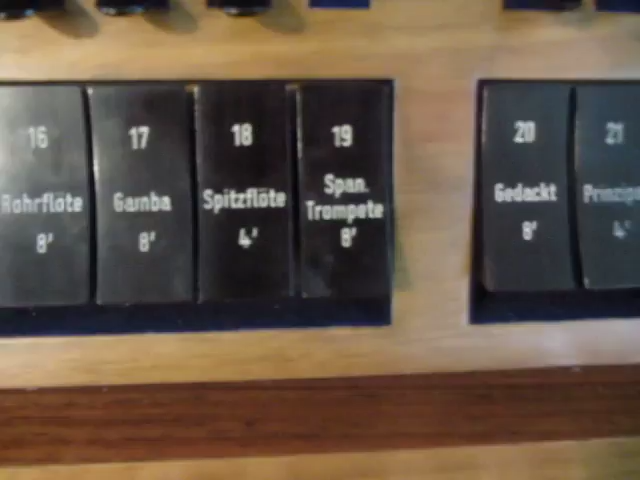 16
Rohrflöte
8'
17
Gamba
8'
18
Spitzflöte
4'
19
Span.
Trompete
8'
20
Gedackt
8'
21
4'